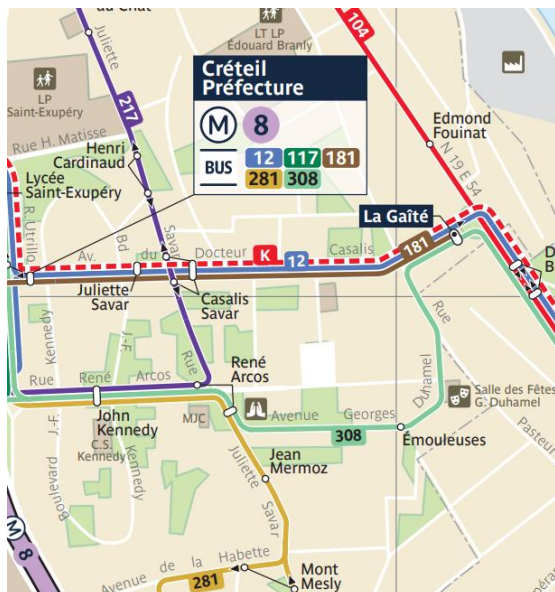 du Chat
Juliette
LT LP
Édouard Branly
104
LP
Saint-Exupéry
217
Créteil
Préfecture
M 8
BUS 12 117 181
281 308
Rue H. Matisse
Henri
Cardinaud
Edmond
Fouinat
N 19 E 54
Lycée
Saint-Exupéry
R. Utrillo
Bd
Savar
La Gaîté
Av. du Docteur Casalis
K
12
181
Juliette
Savar
Casalis
Savar
Kennedy
J.-F.
Rue
Rue
René
Arcos
Rue René Arcos
Duhamel
Salle des Fêtes
G. Duhamel
John
Kennedy
MJC
Avenue Georges
308
Émouleuses
C.S.
Kennedy
J.-F.
Kennedy
Boulevard
Jean
Mermoz
Juliette
Savar
Pasteur
M 8
Avenue de la Habette
281
Mont
Mesly